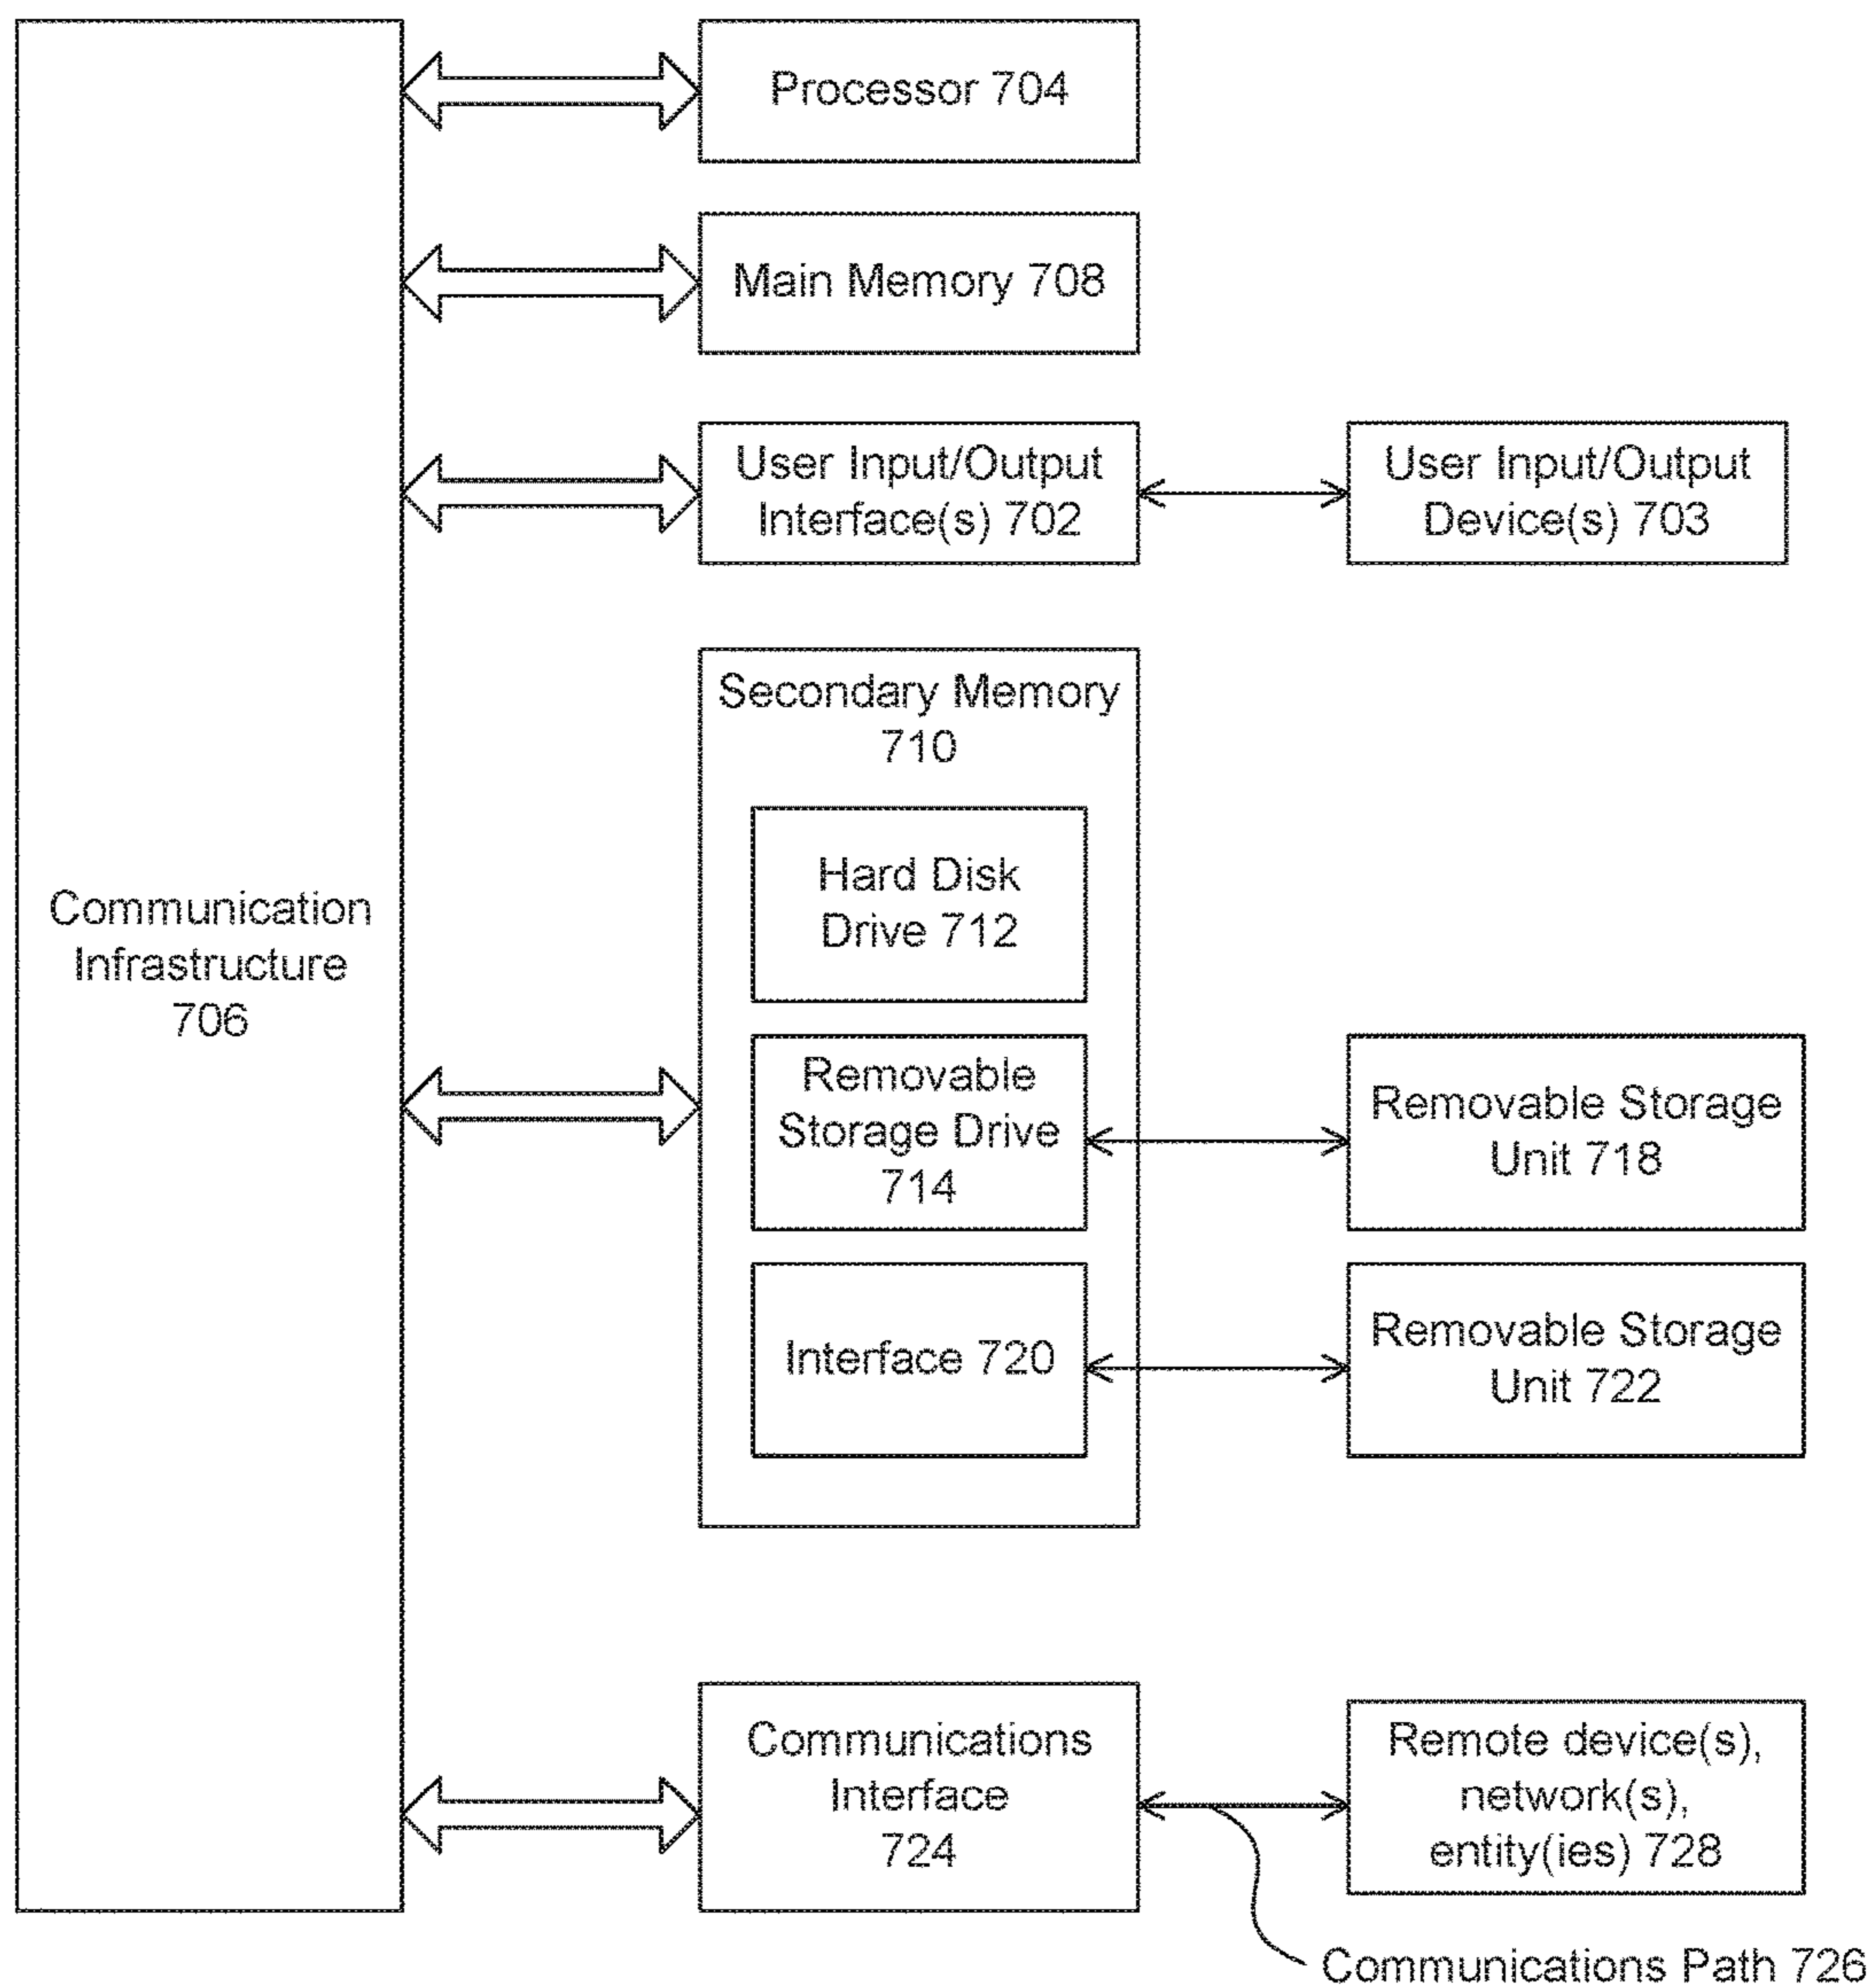 Processor 704
Main Memory 708
User Input/Output
Interface(s) 702
User Input/Output
Device(s) 703
Secondary Memory
710
Hard Disk
Drive 712
Communication
Infrastructure
706
Removable
Storage Drive
714
Removable Storage
Unit 718
Interface 720
Removable Storage
Unit 722
Communications
Interface
724
Remote device(s),
network(s),
entity(ies) 728
Communications Path 726